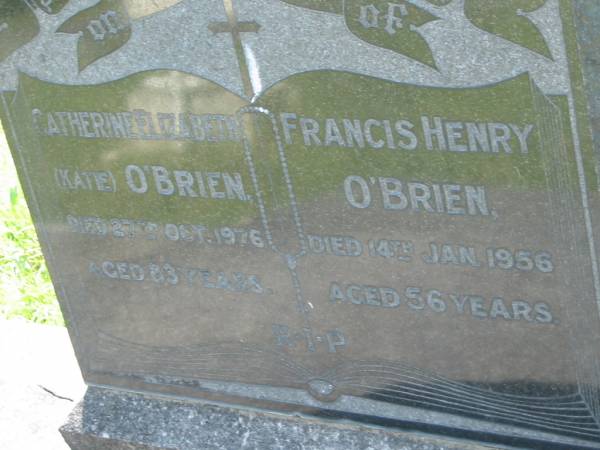 or
of
CATHERINE ELIZABETH
(KATIE) O'BRIEN,
DIED 27TH OCT. 1976
AGED 83 YEARS.
FRANCIS HENRY
O'BRIEN,
DIED 14TH JAN. 1956
AGED 56 YEARS.
R·I·P